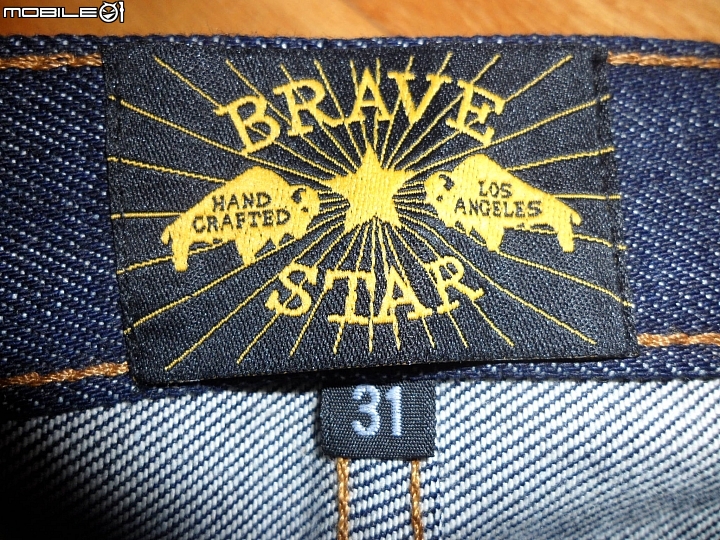 MOBILE01
BRAVE
HAND
CRAFTED
LOS
ANGELES
STAR
31